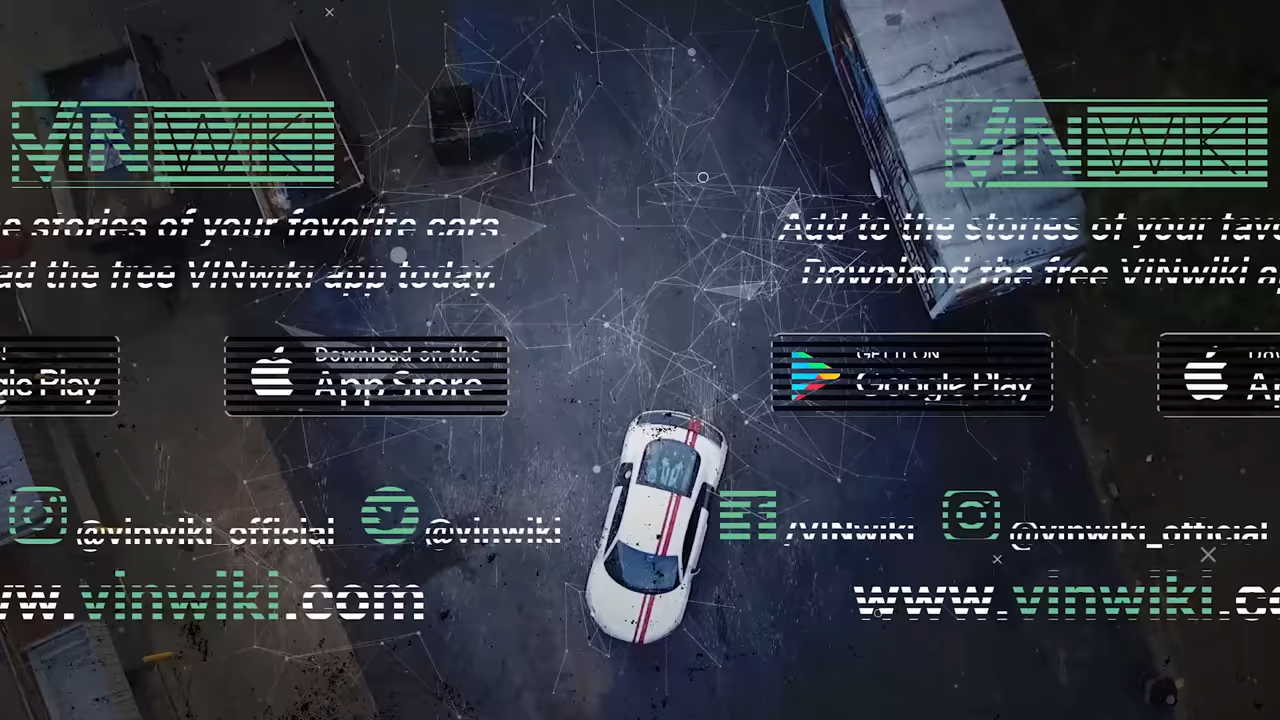 VINWIKI
VINWIKI
e stories of your favorite cars
Add to the stories of your favo
ad the free VINwiki app today.
Download the free VINwiki a
gle Play
Download on the
App Store
GET IT ON
Google Play
@vinwiki_official
@vinwiki
/VINwiki
@vinwiki_official
www.vinwiki.com
www.vinwiki.co